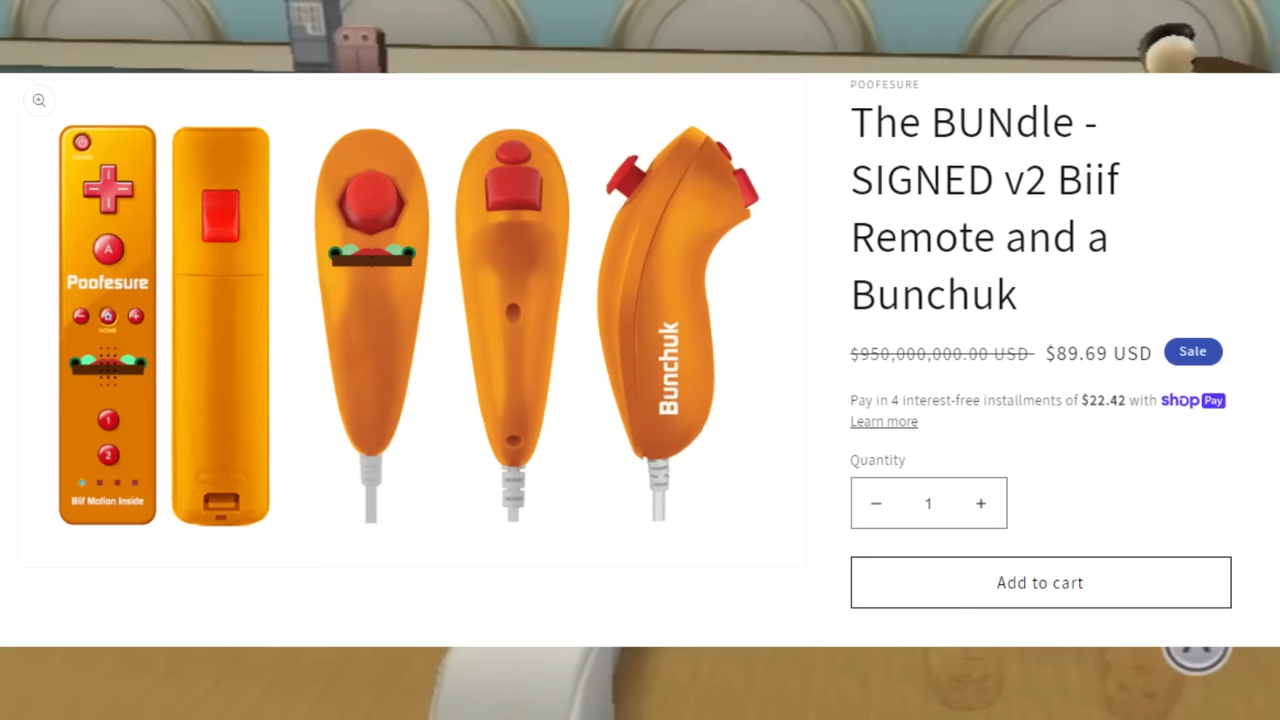 POWER
A
Poofesure
HOME
1
2
Biif Motion Inside
Bunchuk
POOFESURE
The BUNdle -
SIGNED v2 Biif
Remote and a
Bunchuk
$950,000,000.00 USD $89.69 USD Sale
Pay in 4 interest-free installments of $22.42 with shop Pay
Learn more
Quantity
− 1 +
Add to cart